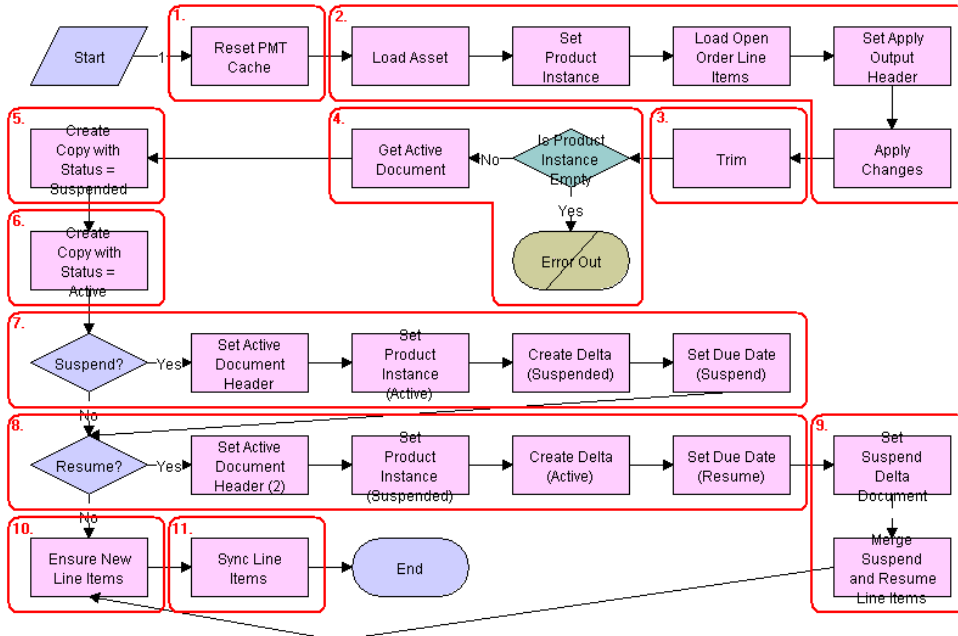 1.
2.
Start
1
Reset PMT
Cache
Load Asset
Set
Product
Instance
Load Open
Order Line
Items
Set Apply
Output
Header
5.
4.
3.
Create
Copy with
Status =
Suspended
Get Active
Document
No
Is Product
Instance
Empty
Trim
Apply
Changes
Yes
Error Out
6.
Create
Copy with
Status =
Active
7.
Suspend?
Yes
Set Active
Document
Header
Set
Product
Instance
(Active)
Create Delta
(Suspended)
Set Due Date
(Suspend)
No
8.
9.
Resume?
Yes
Set Active
Document
Header (2)
Set
Product
Instance
(Suspended)
Create Delta
(Active)
Set Due Date
(Resume)
Set
Suspend
Delta
Document
No
10.
11.
Ensure New
Line Items
Sync Line
Items
End
Merge
Suspend
and Resume
Line Items